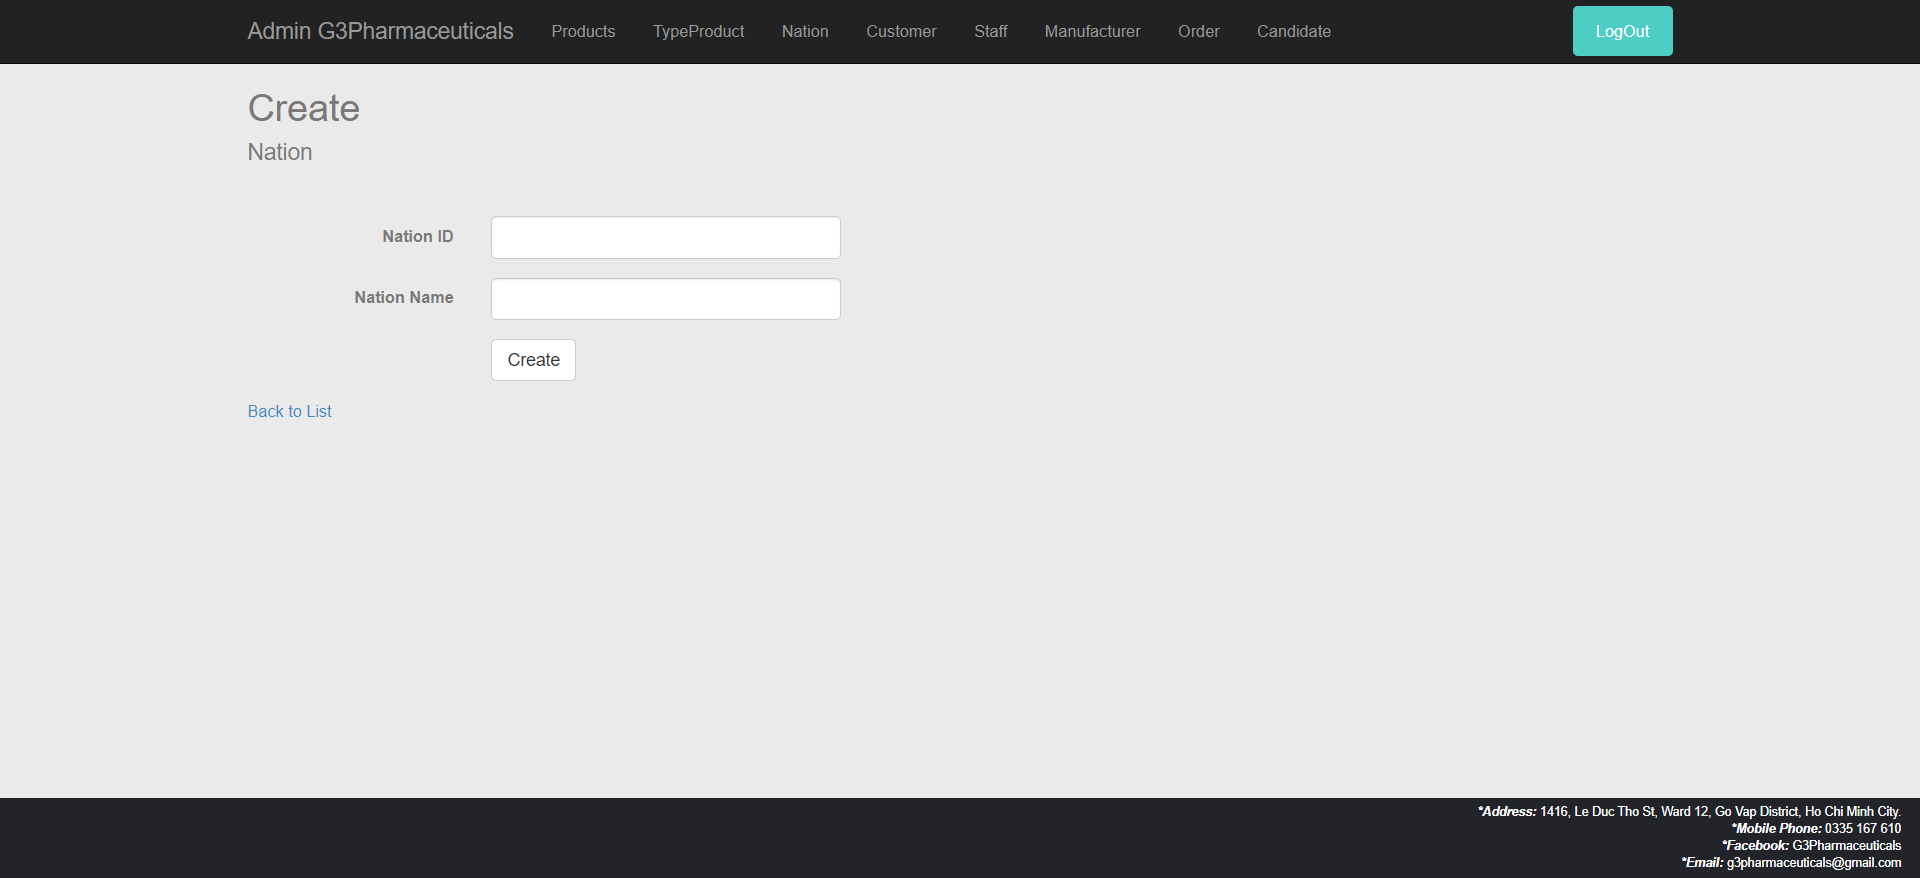 Admin G3Pharmaceuticals Products TypeProduct Nation Customer Staff Manufacturer Order Candidate LogOut
Create
Nation
Nation ID
Nation Name
Create
Back to List
*Address: 1416, Le Duc Tho St, Ward 12, Go Vap District, Ho Chi Minh City.
*Mobile Phone: 0335 167 610
*Facebook: G3Pharmaceuticals
*Email: g3pharmaceuticals@gmail.com